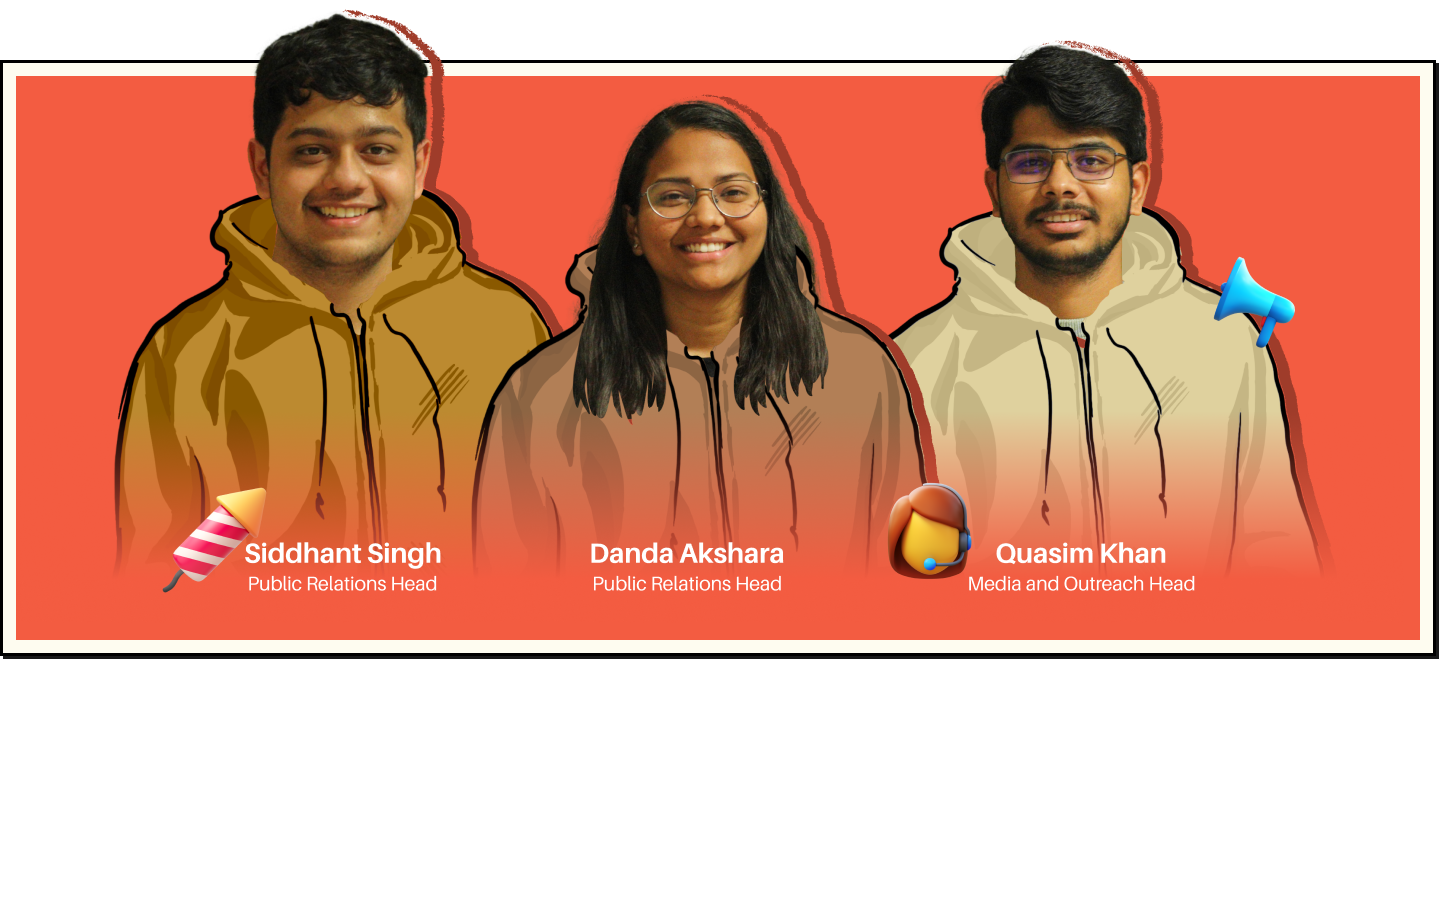 Siddhant Singh
Public Relations Head
Danda Akshara
Public Relations Head
Quasim Khan
Media and Outreach Head